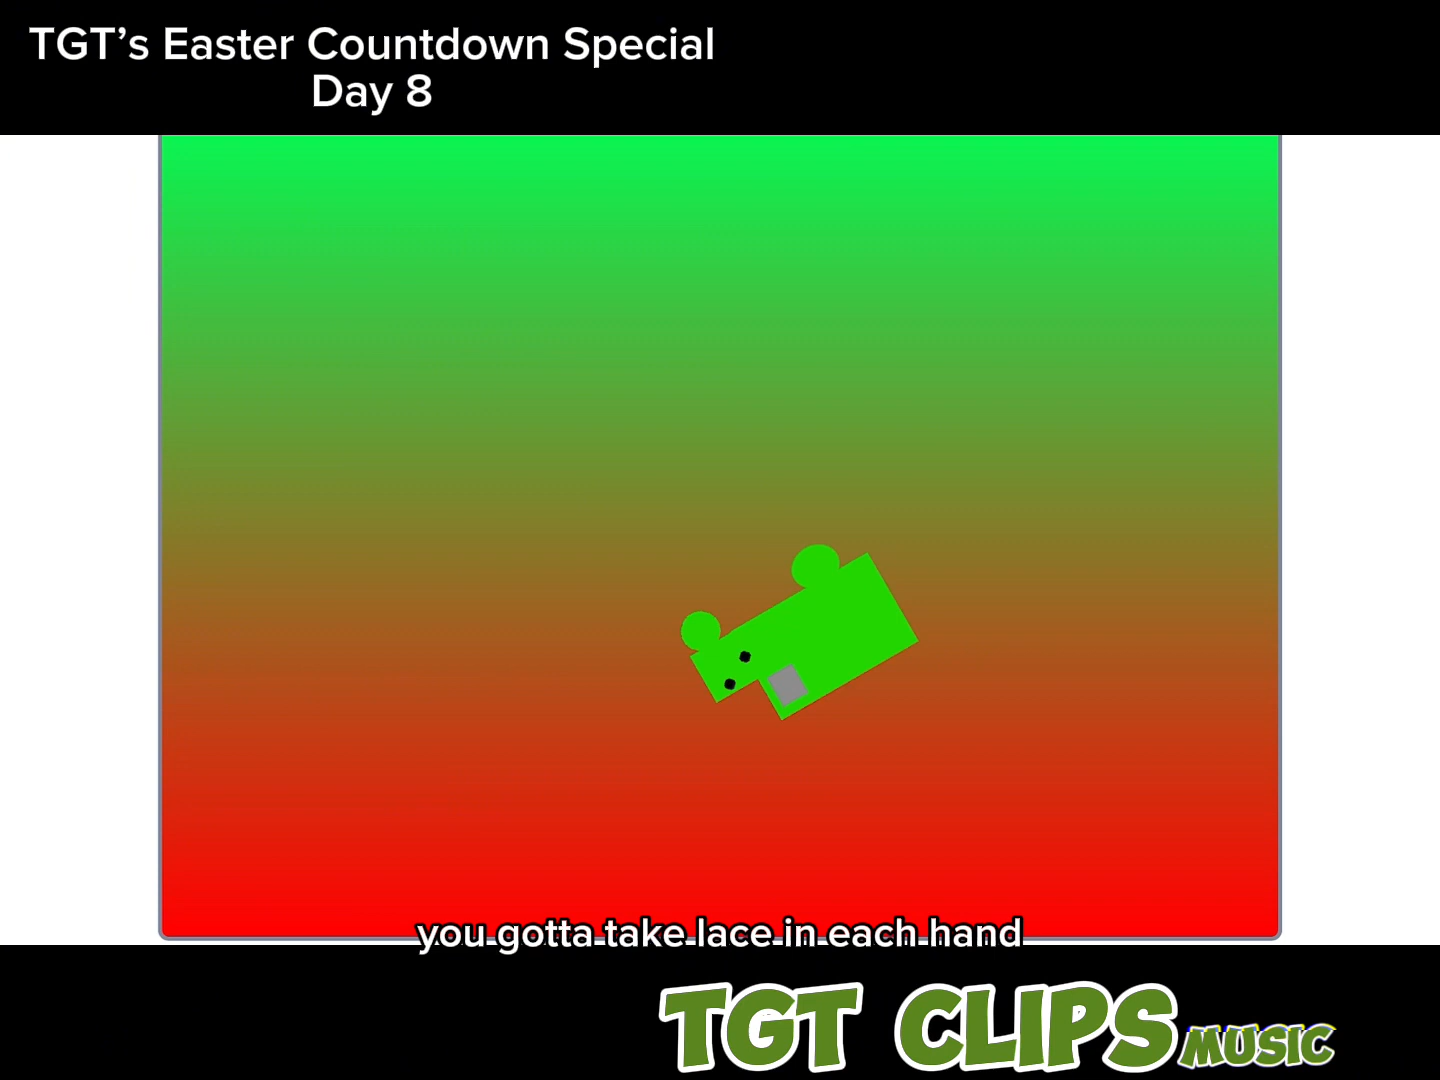 TGT’s Easter Countdown Special
Day 8
you gotta take lace in each hand
TGT CLIPS MUSIC